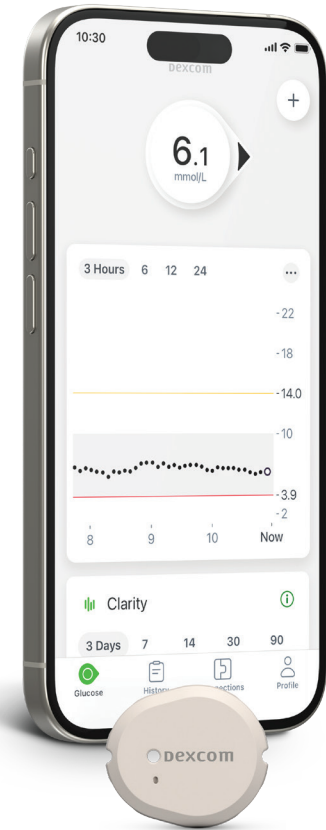 10:30
Dexcom
+
6.1
mmol/L
3 Hours 6 12 24
...
-22
-18
-14.0
-10
-3.9
-2
8 9 10 Now
Clarity
3 Days 7 14 30 90
Glucose Profile
Dexcom